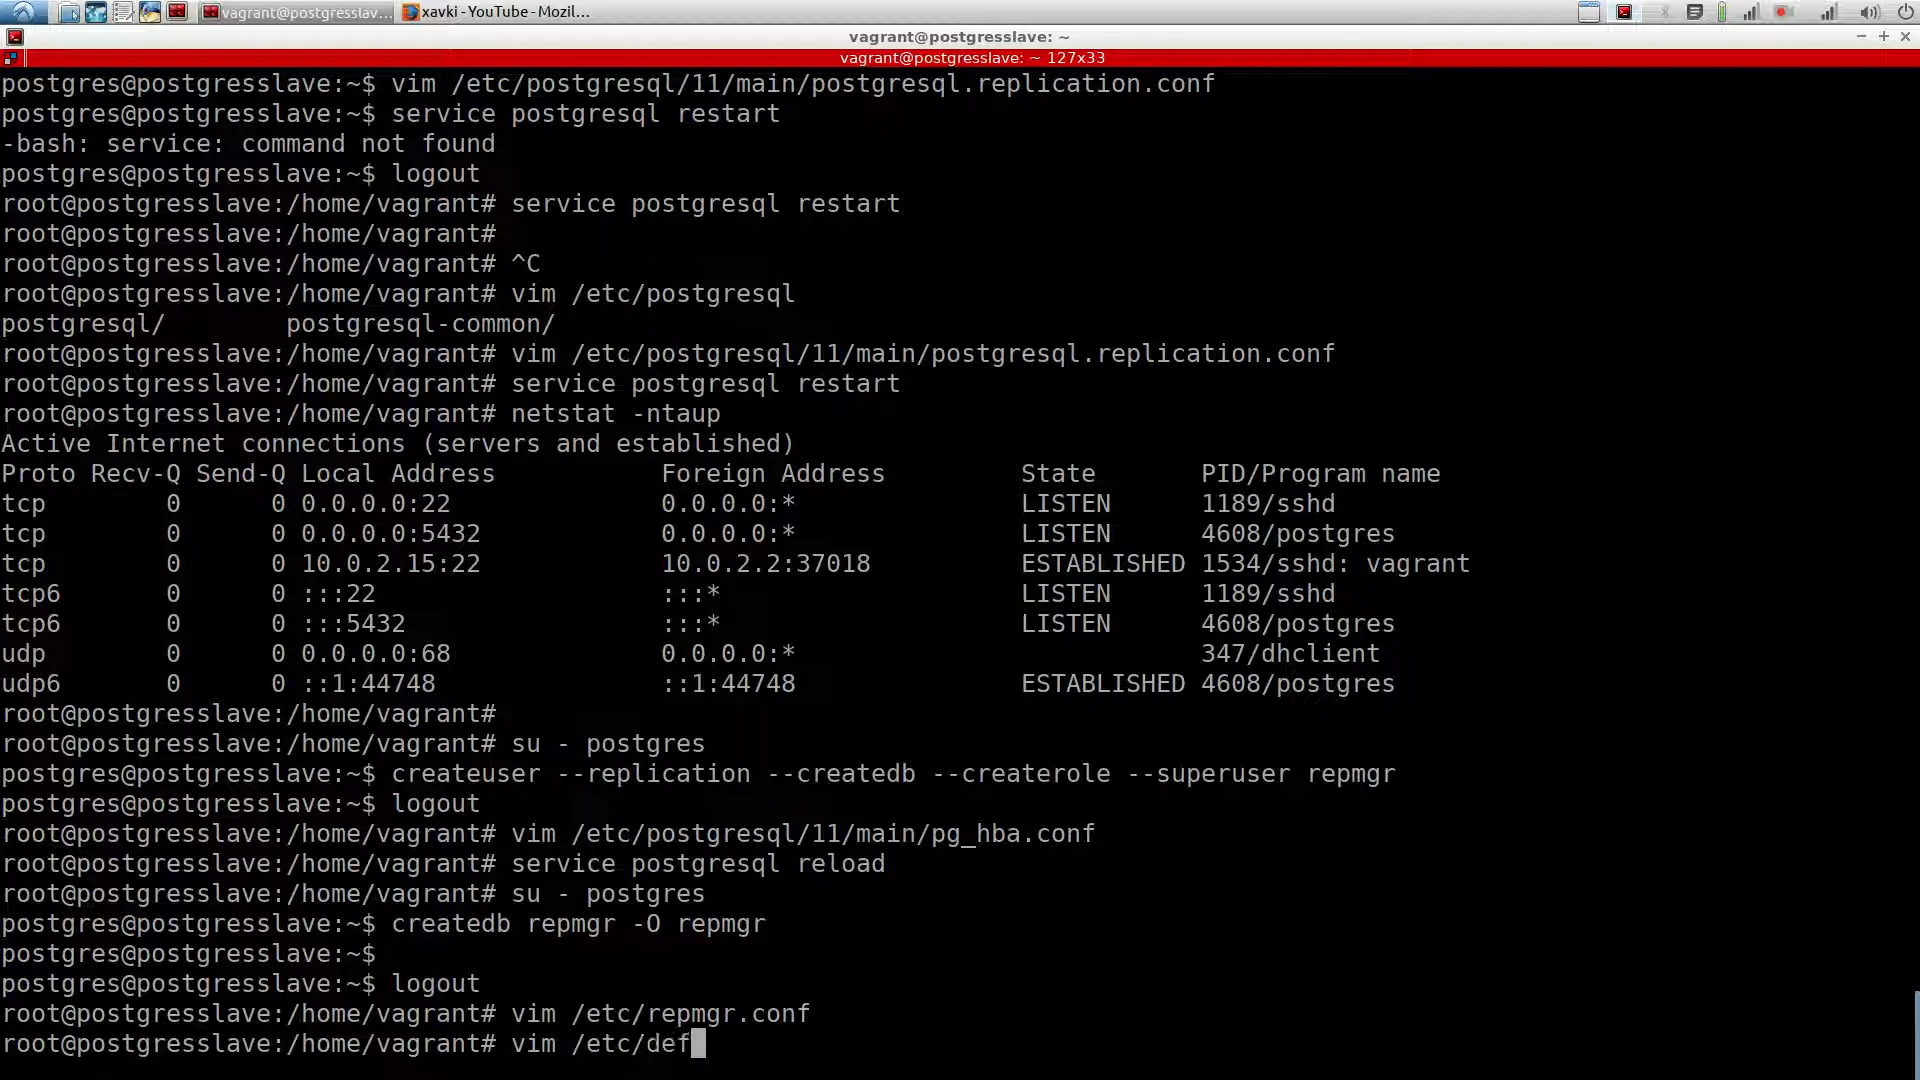 vagrant@postgresslav...
xavki - YouTube - Mozil...
vagrant@postgresslave: ~
vagrant@postgresslave: ~ 127x33
postgres@postgresslave:~$ vim /etc/postgresql/11/main/postgresql.replication.conf
postgres@postgresslave:~$ service postgresql restart
-bash: service: command not found
postgres@postgresslave:~$ logout
root@postgresslave:/home/vagrant# service postgresql restart
root@postgresslave:/home/vagrant#
root@postgresslave:/home/vagrant# ^C
root@postgresslave:/home/vagrant# vim /etc/postgresql
postgresql/        postgresql-common/
root@postgresslave:/home/vagrant# vim /etc/postgresql/11/main/postgresql.replication.conf
root@postgresslave:/home/vagrant# service postgresql restart
root@postgresslave:/home/vagrant# netstat -ntaup
Active Internet connections (servers and established)
Proto Recv-Q Send-Q Local Address           Foreign Address         State       PID/Program name
tcp        0      0 0.0.0.0:22              0.0.0.0:*               LISTEN      1189/sshd
tcp        0      0 0.0.0.0:5432            0.0.0.0:*               LISTEN      4608/postgres
tcp        0      0 10.0.2.15:22            10.0.2.2:37018          ESTABLISHED 1534/sshd: vagrant
tcp6       0      0 :::22                   :::*                    LISTEN      1189/sshd
tcp6       0      0 :::5432                 :::*                    LISTEN      4608/postgres
udp        0      0 0.0.0.0:68              0.0.0.0:*                           347/dhclient
udp6       0      0 ::1:44748               ::1:44748               ESTABLISHED 4608/postgres
root@postgresslave:/home/vagrant#
root@postgresslave:/home/vagrant# su - postgres
postgres@postgresslave:~$ createuser --replication --createdb --createrole --superuser repmgr
postgres@postgresslave:~$ logout
root@postgresslave:/home/vagrant# vim /etc/postgresql/11/main/pg_hba.conf
root@postgresslave:/home/vagrant# service postgresql reload
root@postgresslave:/home/vagrant# su - postgres
postgres@postgresslave:~$ createdb repmgr -O repmgr
postgres@postgresslave:~$
postgres@postgresslave:~$ logout
root@postgresslave:/home/vagrant# vim /etc/repmgr.conf
root@postgresslave:/home/vagrant# vim /etc/def